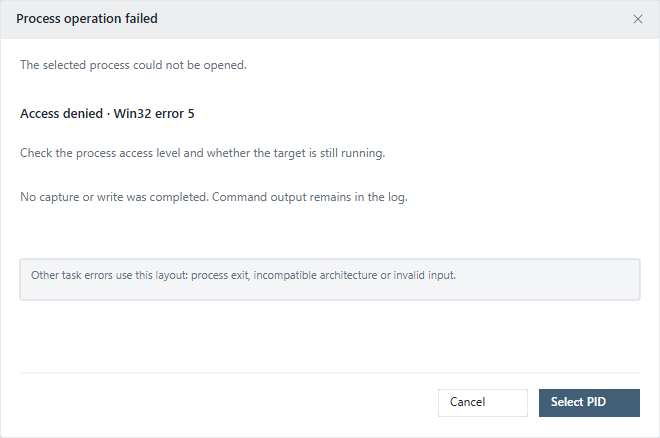 Process operation failed
The selected process could not be opened.
Access denied · Win32 error 5
Check the process access level and whether the target is still running.
No capture or write was completed. Command output remains in the log.
Other task errors use this layout: process exit, incompatible architecture or invalid input.
Cancel
Select PID